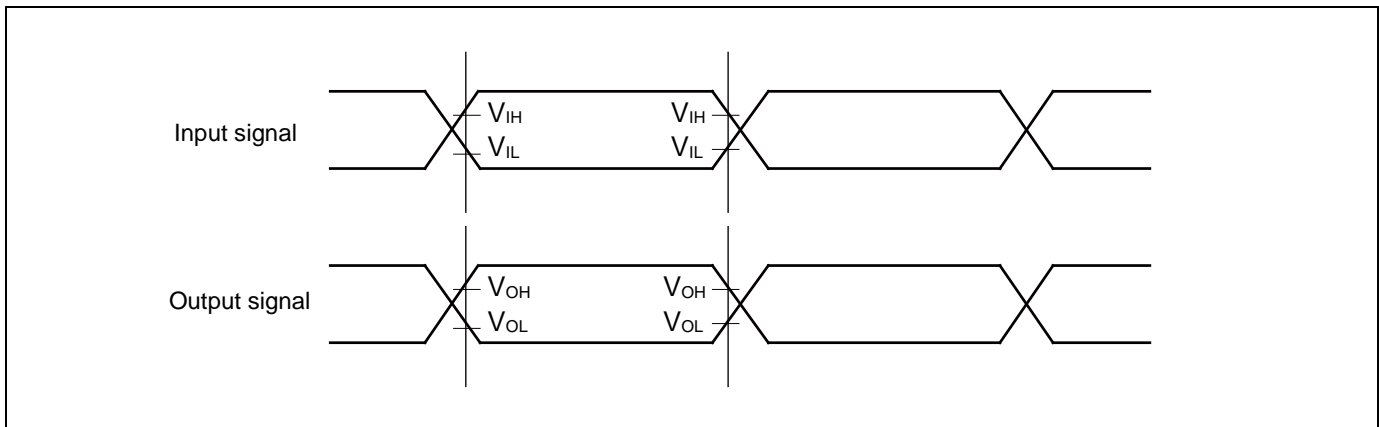 VIH VIH
Input signal
VIL VIL
VOH VOH
Output signal
VOL VOL